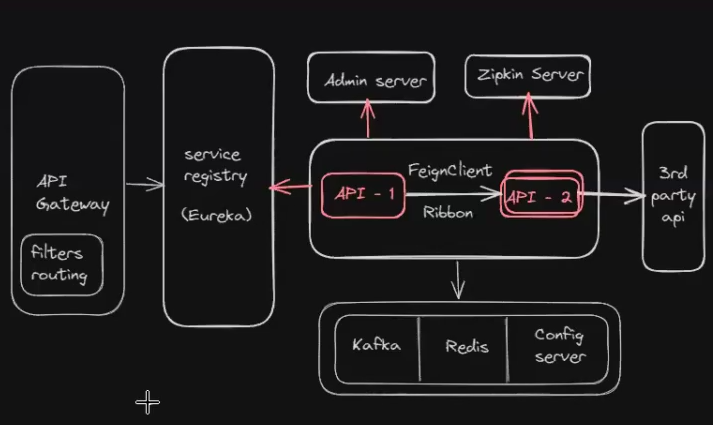 API
Gateway
filters
routing
service
registry
(Eureka)
Admin server
Zipkin Server
API - 1
FeignClient
Ribbon
API - 2
3rd
party
api
Kafka
Redis
Config
server